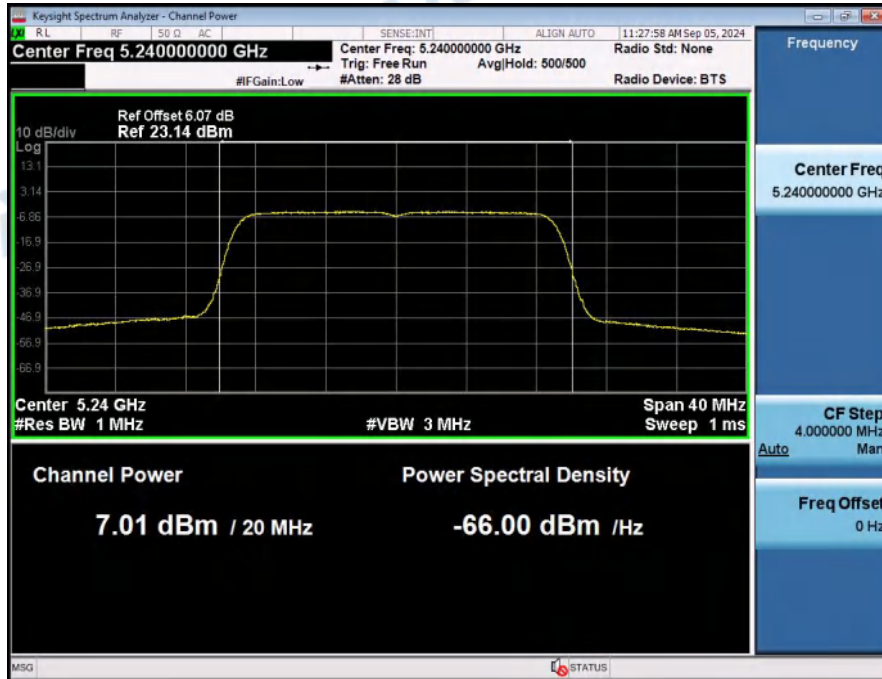 Keysight Spectrum Analyzer - Channel Power
LXI RL RF 50 Ω AC SENSE:INT ALIGN AUTO 11:27:58 AM Sep 05, 2024
Center Freq 5.240000000 GHz
Center Freq: 5.240000000 GHz
Radio Std: None
Trig: Free Run
Avg|Hold: 500/500
#IFGain:Low
#Atten: 28 dB
Radio Device: BTS
Ref Offset 6.07 dB
10 dB/div
Ref 23.14 dBm
Log
13.1
3.14
-6.86
-16.9
-26.9
-36.9
-46.9
-56.9
-66.9
Center 5.24 GHz
Span 40 MHz
#Res BW 1 MHz
#VBW 3 MHz
Sweep 1 ms
Channel Power
Power Spectral Density
7.01 dBm / 20 MHz
-66.00 dBm /Hz
Frequency
Center Freq
5.240000000 GHz
CF Step
4.000000 MHz
Auto Man
Freq Offset
0 Hz
MSG
STATUS